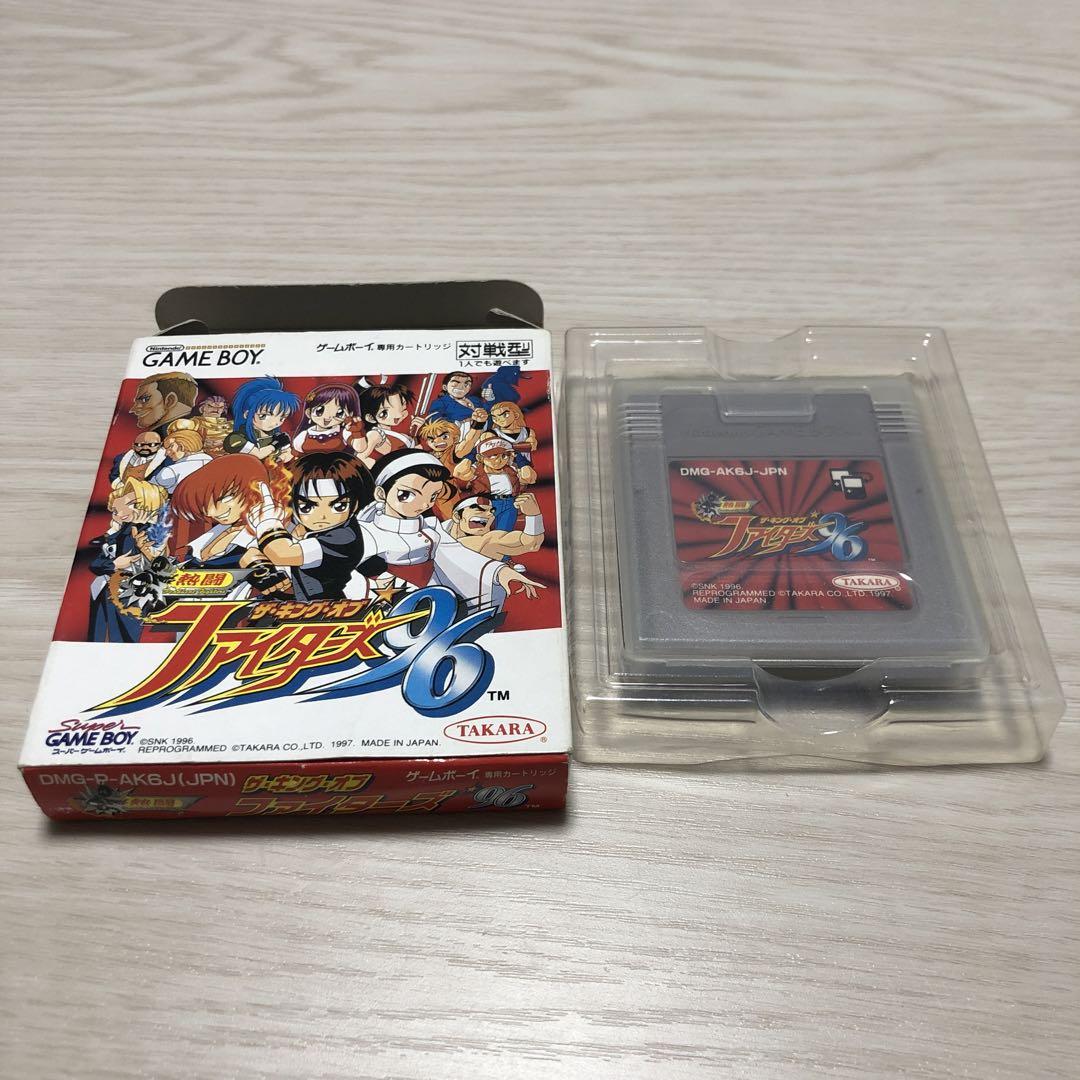 Nintendo
GAME BOY
ゲームボーイ® 専用カートリッジ
対戦型
1人でも遊べます
熱闘
ザ・キング・オブ
ファイターズ'96
TM
Super
GAME BOY
スーパーゲームボーイ
©SNK 1996.
REPROGRAMMED ©TAKARA CO.,LTD. 1997. MADE IN JAPAN.
TAKARA®
DMG-P-AK6J(JPN)
熱闘
ザ・キング・オブ
ファイターズ'96
TM
ゲームボーイ® 専用カートリッジ
DMG-AK6J-JPN
熱闘
ザ・キング・オブ
ファイターズ'96
TM
©SNK 1996.
REPROGRAMMED ©TAKARA CO., LTD. 1997.
MADE IN JAPAN
TAKARA®